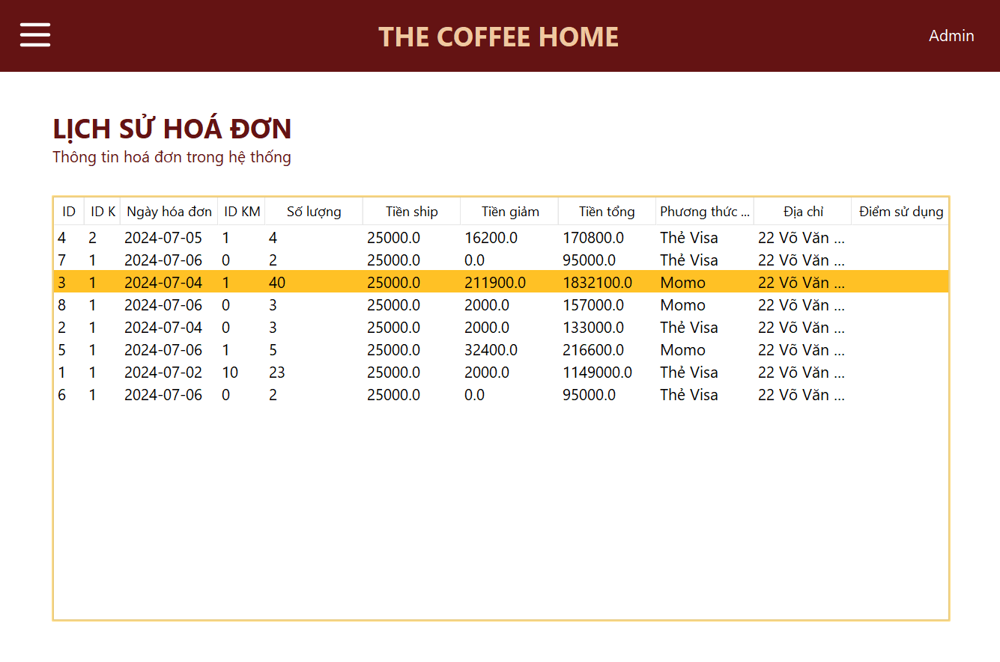 THE COFFEE HOME
Admin
LỊCH SỬ HOÁ ĐƠN
Thông tin hoá đơn trong hệ thống
ID ID K Ngày hóa đơn ID KM Số lượng Tiền ship Tiền giảm Tiền tổng Phương thức ... Địa chỉ Điểm sử dụng
4 2 2024-07-05 1 4 25000.0 16200.0 170800.0 Thẻ Visa 22 Võ Văn ...
7 1 2024-07-06 0 2 25000.0 0.0 95000.0 Thẻ Visa 22 Võ Văn ...
3 1 2024-07-04 1 40 25000.0 211900.0 1832100.0 Momo 22 Võ Văn ...
8 1 2024-07-06 0 3 25000.0 2000.0 157000.0 Momo 22 Võ Văn ...
2 1 2024-07-04 0 3 25000.0 2000.0 133000.0 Thẻ Visa 22 Võ Văn ...
5 1 2024-07-06 1 5 25000.0 32400.0 216600.0 Momo 22 Võ Văn ...
1 1 2024-07-02 10 23 25000.0 2000.0 1149000.0 Thẻ Visa 22 Võ Văn ...
6 1 2024-07-06 0 2 25000.0 0.0 95000.0 Thẻ Visa 22 Võ Văn ...